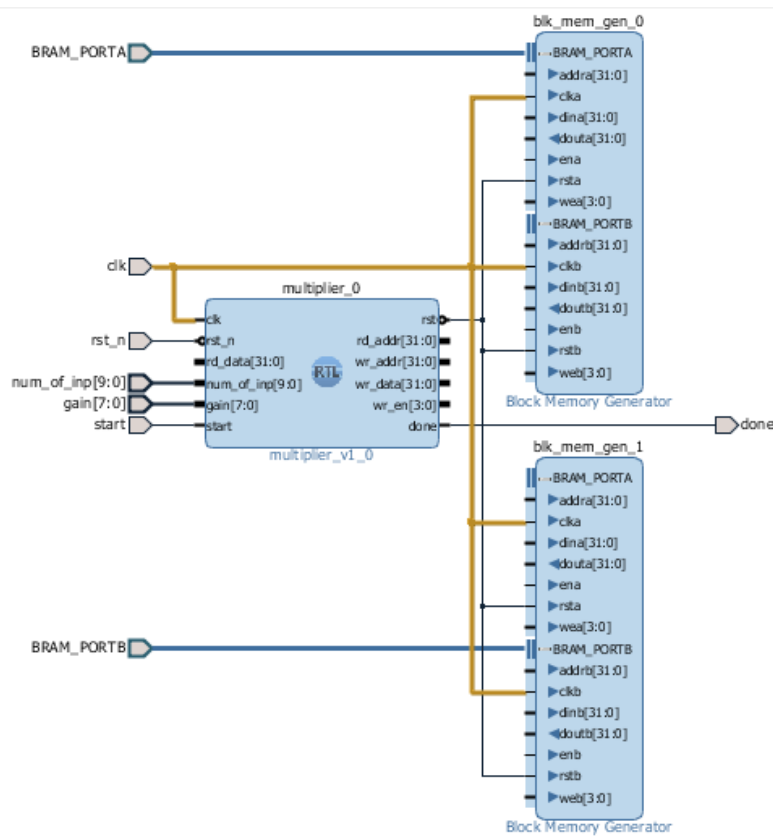 blk_mem_gen_0
BRAM_PORTA
BRAM_PORTA
addra[31:0]
clka
dina[31:0]
douta[31:0]
ena
rsta
wea[3:0]
BRAM_PORTB
addrb[31:0]
clkb
dinb[31:0]
doutb[31:0]
enb
rstb
web[3:0]
Block Memory Generator
clk
rst_n
num_of_inp[9:0]
gain[7:0]
start
multiplier_0
clk
rst_n
rd_data[31:0]
num_of_inp[9:0]
gain[7:0]
start
RTL
rst
rd_addr[31:0]
wr_addr[31:0]
wr_data[31:0]
wr_en[3:0]
done
multiplier_v1_0
done
blk_mem_gen_1
BRAM_PORTA
addra[31:0]
clka
dina[31:0]
douta[31:0]
ena
rsta
wea[3:0]
BRAM_PORTB
BRAM_PORTB
addrb[31:0]
clkb
dinb[31:0]
doutb[31:0]
enb
rstb
web[3:0]
Block Memory Generator